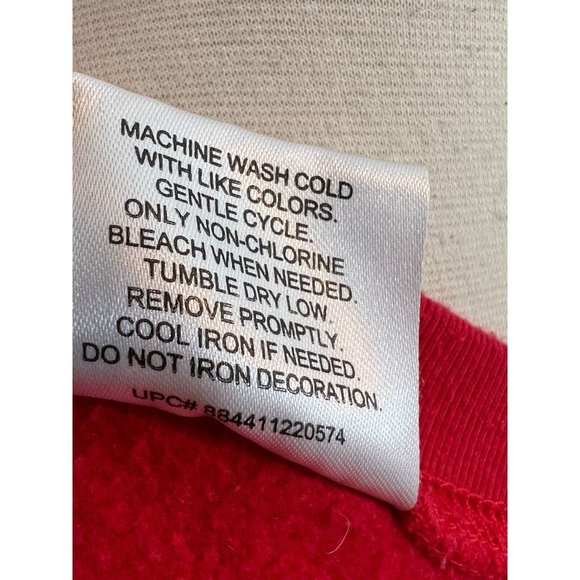 MACHINE WASH COLD
WITH LIKE COLORS.
GENTLE CYCLE.
ONLY NON-CHLORINE
BLEACH WHEN NEEDED.
TUMBLE DRY LOW.
REMOVE PROMPTLY.
COOL IRON IF NEEDED.
DO NOT IRON DECORATION.
UPC# 884411220574